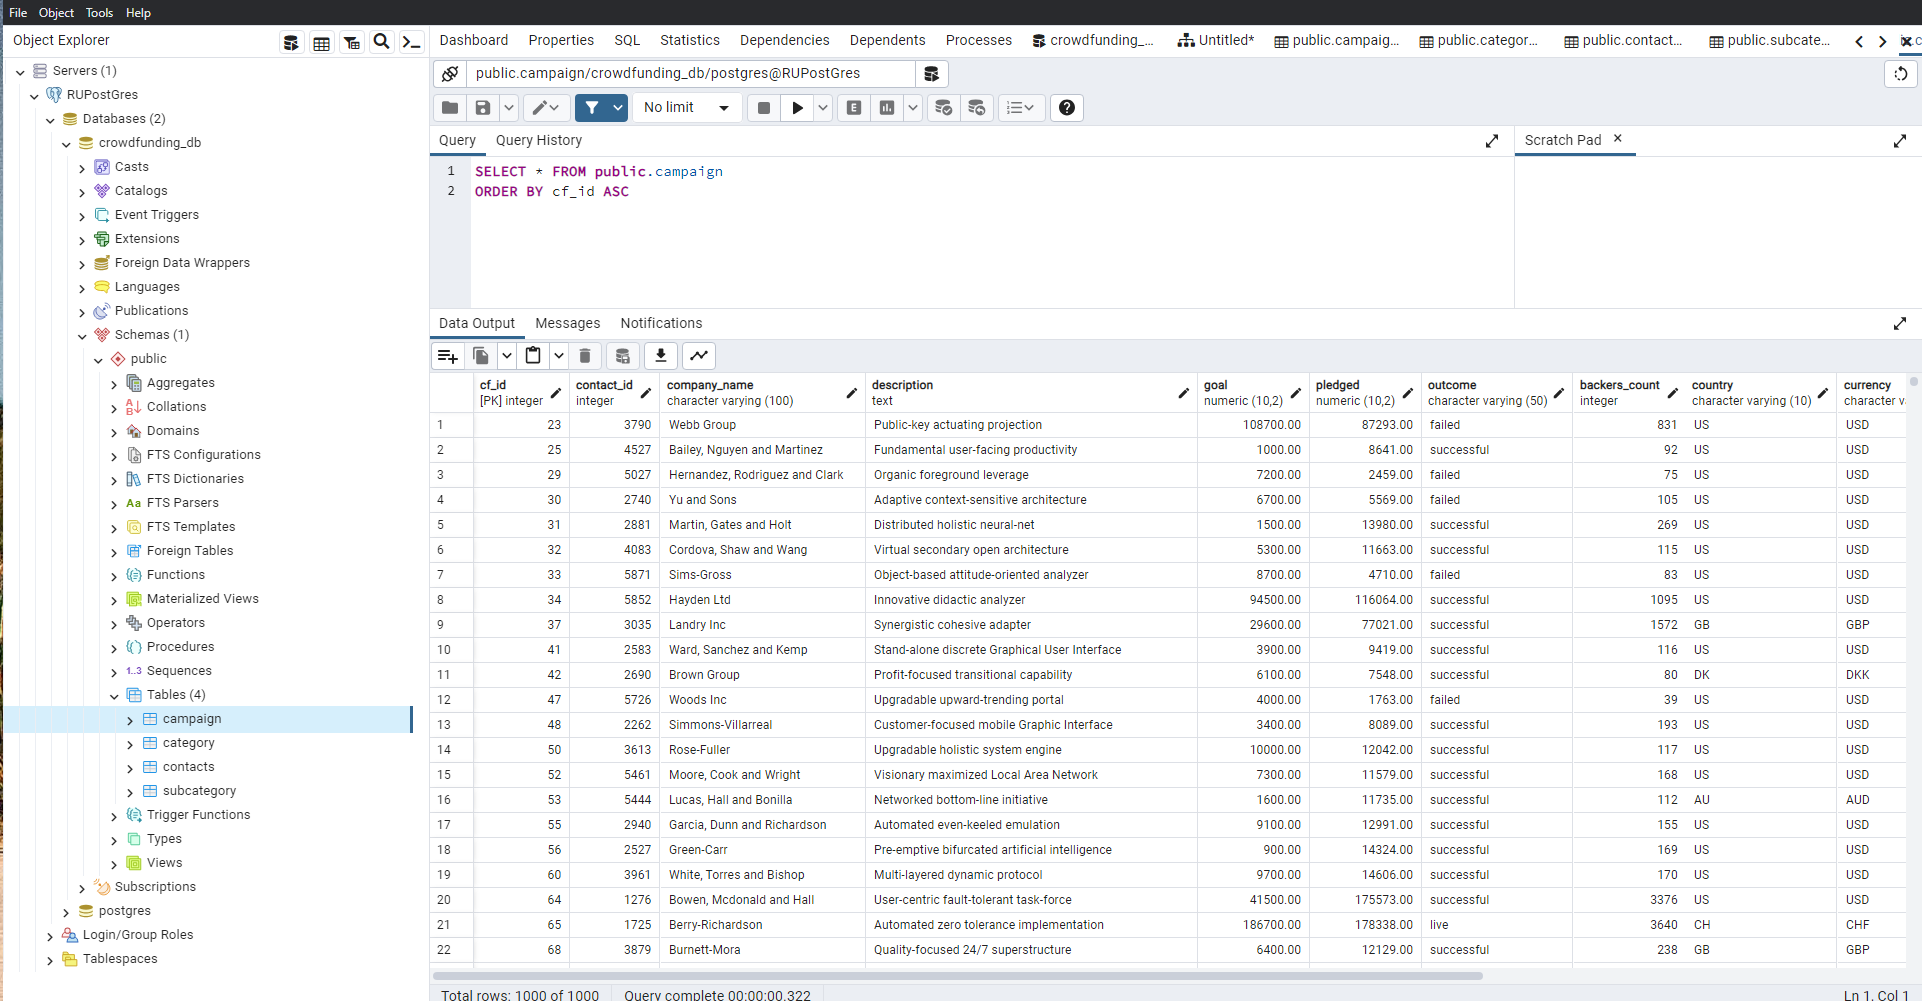 File Object Tools Help
Object Explorer
Dashboard Properties SQL Statistics Dependencies Dependents Processes crowdfunding_... Untitled* public.campaig... public.categor... public.contact... public.subcate...
Servers (1)
RUPostGres
Databases (2)
crowdfunding_db
Casts
Catalogs
Event Triggers
Extensions
Foreign Data Wrappers
Languages
Publications
Schemas (1)
public
Aggregates
Collations
Domains
FTS Configurations
FTS Dictionaries
Aa FTS Parsers
FTS Templates
Foreign Tables
Functions
Materialized Views
Operators
Procedures
1..3 Sequences
Tables (4)
campaign
category
contacts
subcategory
Trigger Functions
Types
Views
Subscriptions
postgres
Login/Group Roles
Tablespaces
public.campaign/crowdfunding_db/postgres@RUPostGres
No limit
E
Query Query History
Scratch Pad
1 SELECT * FROM public.campaign
2 ORDER BY cf_id ASC
Data Output Messages Notifications
cf_id contact_id company_name description goal pledged outcome backers_count country currency
[PK] integer integer character varying (100) text numeric (10,2) numeric (10,2) character varying (50) integer character varying (10) character v
1 23 3790 Webb Group Public-key actuating projection 108700.00 87293.00 failed 831 US USD
2 25 4527 Bailey, Nguyen and Martinez Fundamental user-facing productivity 1000.00 8641.00 successful 92 US USD
3 29 5027 Hernandez, Rodriguez and Clark Organic foreground leverage 7200.00 2459.00 failed 75 US USD
4 30 2740 Yu and Sons Adaptive context-sensitive architecture 6700.00 5569.00 failed 105 US USD
5 31 2881 Martin, Gates and Holt Distributed holistic neural-net 1500.00 13980.00 successful 269 US USD
6 32 4083 Cordova, Shaw and Wang Virtual secondary open architecture 5300.00 11663.00 successful 115 US USD
7 33 5871 Sims-Gross Object-based attitude-oriented analyzer 8700.00 4710.00 failed 83 US USD
8 34 5852 Hayden Ltd Innovative didactic analyzer 94500.00 116064.00 successful 1095 US USD
9 37 3035 Landry Inc Synergistic cohesive adapter 29600.00 77021.00 successful 1572 GB GBP
10 41 2583 Ward, Sanchez and Kemp Stand-alone discrete Graphical User Interface 3900.00 9419.00 successful 116 US USD
11 42 2690 Brown Group Profit-focused transitional capability 6100.00 7548.00 successful 80 DK DKK
12 47 5726 Woods Inc Upgradable upward-trending portal 4000.00 1763.00 failed 39 US USD
13 48 2262 Simmons-Villarreal Customer-focused mobile Graphic Interface 3400.00 8089.00 successful 193 US USD
14 50 3613 Rose-Fuller Upgradable holistic system engine 10000.00 12042.00 successful 117 US USD
15 52 5461 Moore, Cook and Wright Visionary maximized Local Area Network 7300.00 11579.00 successful 168 US USD
16 53 5444 Lucas, Hall and Bonilla Networked bottom-line initiative 1600.00 11735.00 successful 112 AU AUD
17 55 2940 Garcia, Dunn and Richardson Automated even-keeled emulation 9100.00 12991.00 successful 155 US USD
18 56 2527 Green-Carr Pre-emptive bifurcated artificial intelligence 900.00 14324.00 successful 169 US USD
19 60 3961 White, Torres and Bishop Multi-layered dynamic protocol 9700.00 14606.00 successful 170 US USD
20 64 1276 Bowen, Mcdonald and Hall User-centric fault-tolerant task-force 41500.00 175573.00 successful 3376 US USD
21 65 1725 Berry-Richardson Automated zero tolerance implementation 186700.00 178338.00 live 3640 CH CHF
22 68 3879 Burnett-Mora Quality-focused 24/7 superstructure 6400.00 12129.00 successful 238 GB GBP
Total rows: 1000 of 1000 Query complete 00:00:00.322 Ln 1, Col 1